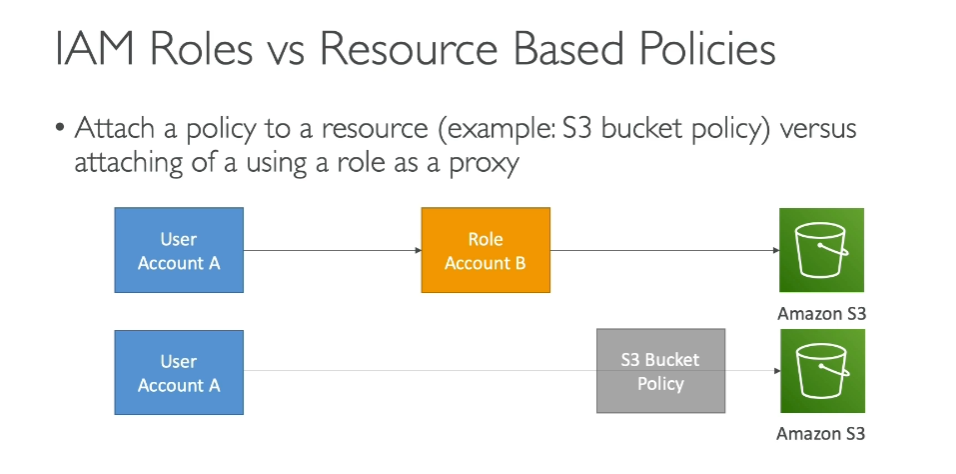 IAM Roles vs Resource Based Policies
• Attach a policy to a resource (example: S3 bucket policy) versus
attaching of a using a role as a proxy
User
Account A
Role
Account B
Amazon S3
User
Account A
S3 Bucket
Policy
Amazon S3